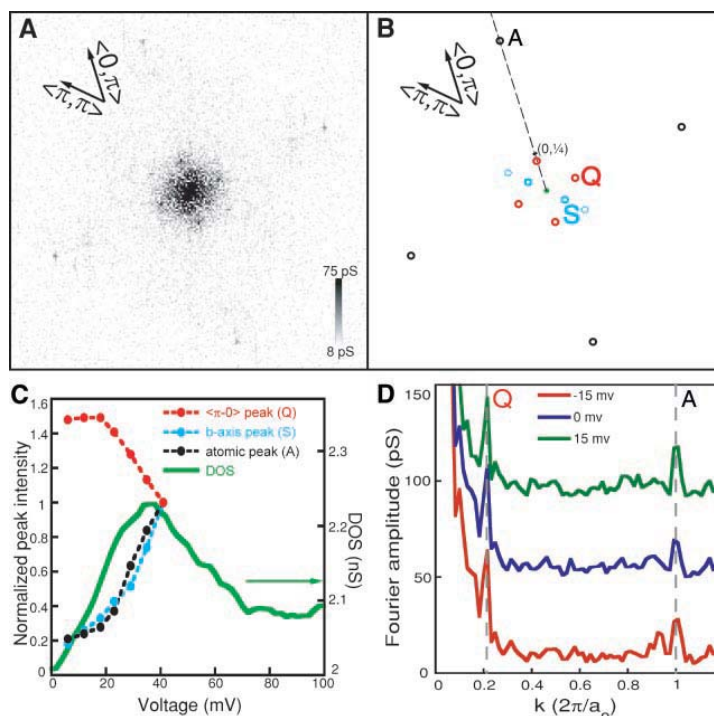 A
<0,π>
<π,π>
75 pS
8 pS
B
<0,π>
<π,π>
A
(0,¼)
Q
S
C
1.6
1.4
1.2
1.0
0.8
0.6
0.4
0.2
0
Normalized peak intensity
<π-0> peak (Q)
b-axis peak (S)
atomic peak (A)
DOS
2.3
2.2
2.1
2
DOS (nS)
0 20 40 60 80 100
Voltage (mV)
D
150
100
50
0
Fourier amplitude (pS)
Q
A
-15 mv
0 mv
15 mv
0 0.2 0.4 0.6 0.8 1
k (2π/a₀)